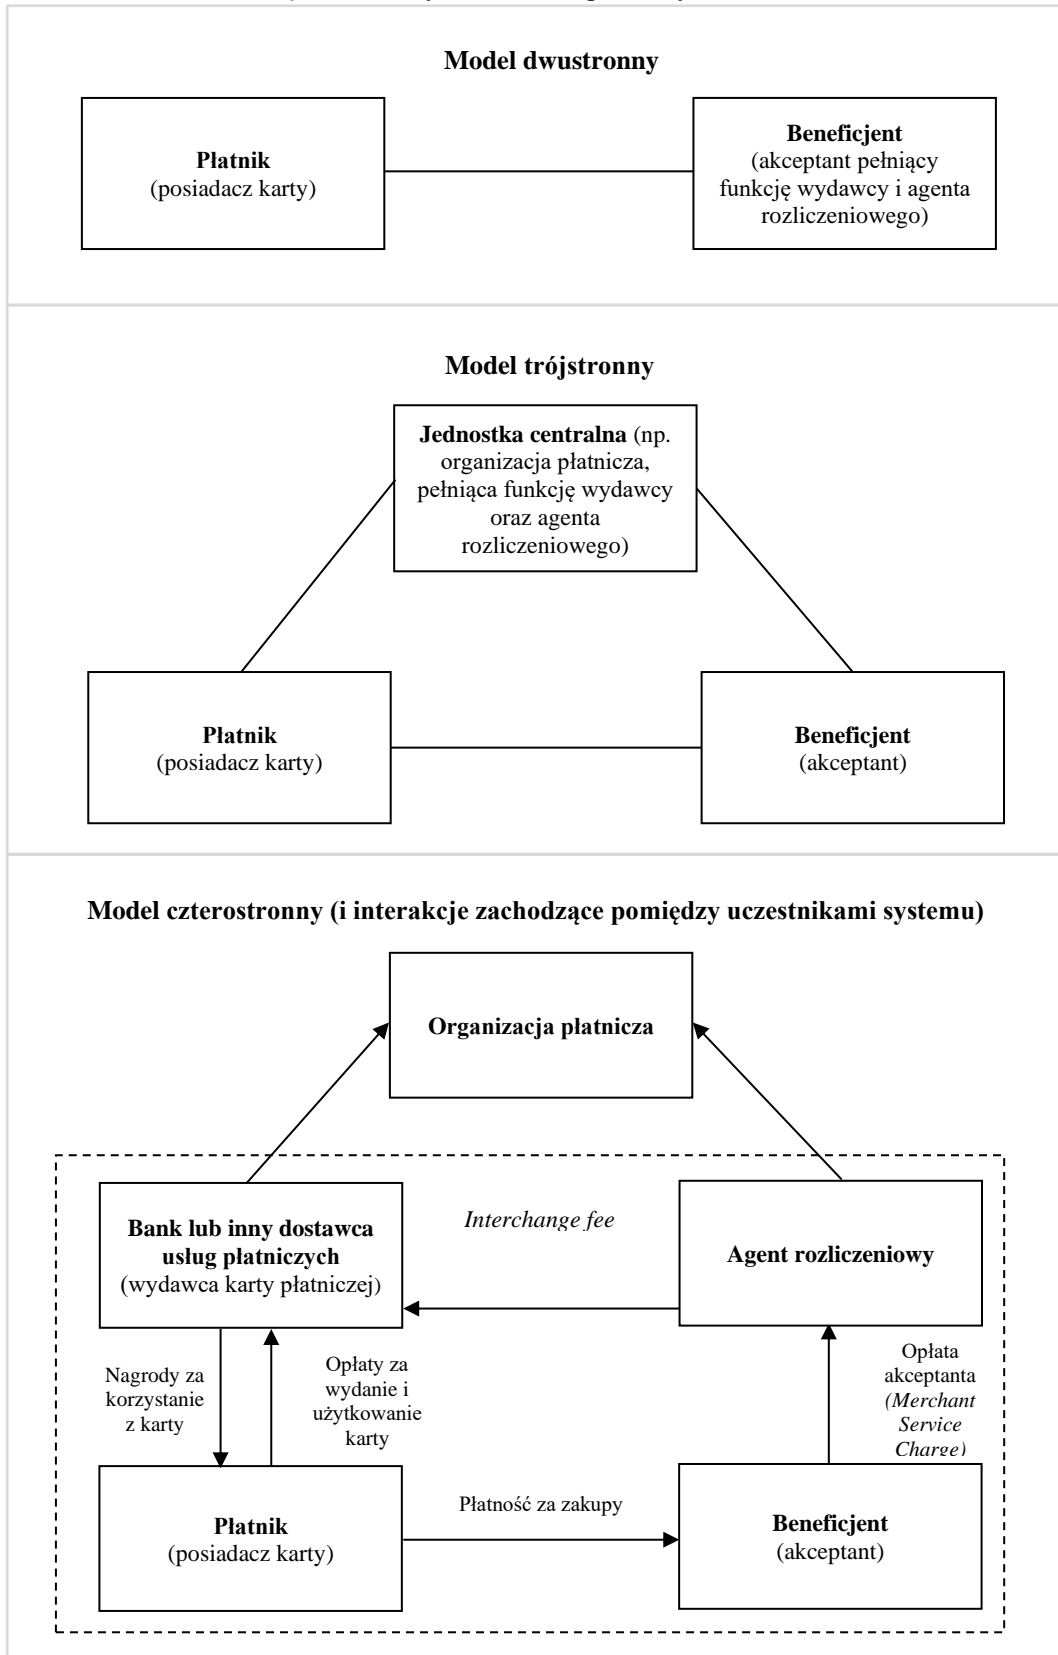 Model dwustronny
Płatnik
(posiadacz karty)
Beneficjent
(akceptant pełniący
funkcję wydawcy i agenta
rozliczeniowego)
Model trójstronny
Jednostka centralna (np.
organizacja płatnicza,
pełniąca funkcję wydawcy
oraz agenta
rozliczeniowego)
Płatnik
(posiadacz karty)
Beneficjent
(akceptant)
Model czterostronny (i interakcje zachodzące pomiędzy uczestnikami systemu)
Organizacja płatnicza
Bank lub inny dostawca
usług płatniczych
(wydawca karty płatniczej)
Interchange fee
Agent rozliczeniowy
Nagrody za
korzystanie
z karty
Opłaty za
wydanie i
użytkowanie
karty
Opłata
akceptanta
(Merchant
Service
Charge)
Płatnik
(posiadacz karty)
Płatność za zakupy
Beneficjent
(akceptant)